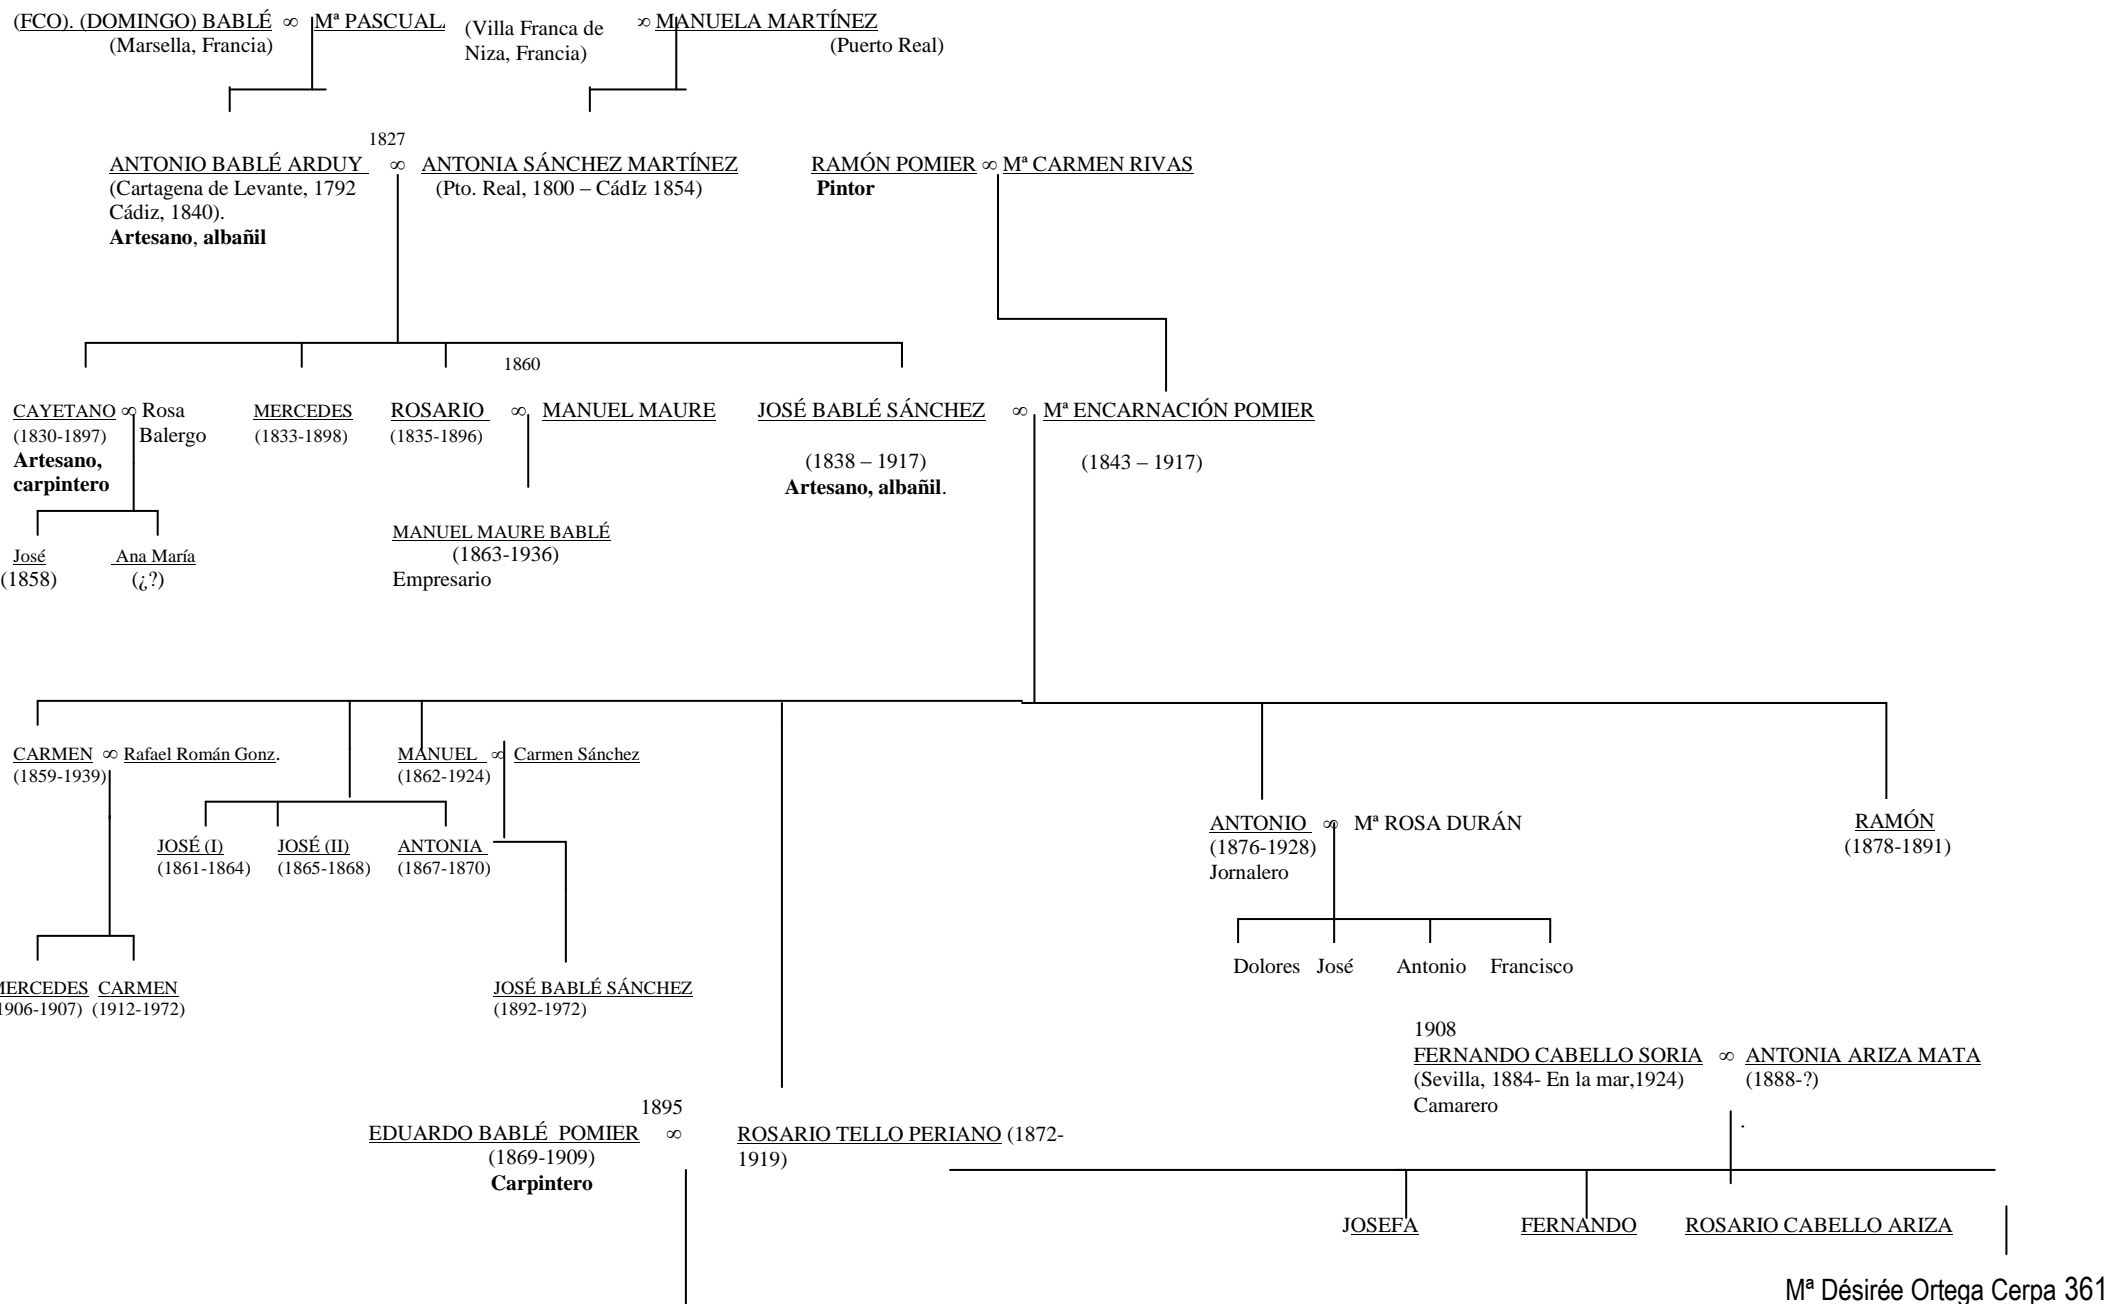 (FCO). (DOMINGO) BABLÉ ∞ Mª PASCUALA
(Marsella, Francia)
(Villa Franca de
Niza, Francia)
∞ MANUELA MARTÍNEZ
(Puerto Real)
1827
ANTONIO BABLÉ ARDUY ∞ ANTONIA SÁNCHEZ MARTÍNEZ
(Cartagena de Levante, 1792
Cádiz, 1840).
Artesano, albañil
(Pto. Real, 1800 – CádIz 1854)
RAMÓN POMIER ∞ Mª CARMEN RIVAS
Pintor
CAYETANO ∞ Rosa
Balergo
(1830-1897)
Artesano,
carpintero
MERCEDES
(1833-1898)
1860
ROSARIO ∞ MANUEL MAURE
(1835-1896)
JOSÉ BABLÉ SÁNCHEZ ∞ Mª ENCARNACIÓN POMIER
(1838 – 1917)
Artesano, albañil.
(1843 – 1917)
José
(1858)
Ana María
(¿?)
MANUEL MAURE BABLÉ
(1863-1936)
Empresario
CARMEN ∞ Rafael Román Gonz.
(1859-1939)
MANUEL ∞ Carmen Sánchez
(1862-1924)
JOSÉ (I)
(1861-1864)
JOSÉ (II)
(1865-1868)
ANTONIA
(1867-1870)
ANTONIO ∞ Mª ROSA DURÁN
(1876-1928)
Jornalero
RAMÓN
(1878-1891)
MERCEDES
1906-1907)
CARMEN
(1912-1972)
JOSÉ BABLÉ SÁNCHEZ
(1892-1972)
Dolores José Antonio Francisco
1908
FERNANDO CABELLO SORIA ∞ ANTONIA ARIZA MATA
(Sevilla, 1884- En la mar,1924)
Camarero
(1888-?)
.
1895
EDUARDO BABLÉ POMIER ∞ ROSARIO TELLO PERIANO (1872-
1919)
(1869-1909)
Carpintero
JOSEFA FERNANDO ROSARIO CABELLO ARIZA
Mª Désirée Ortega Cerpa 361